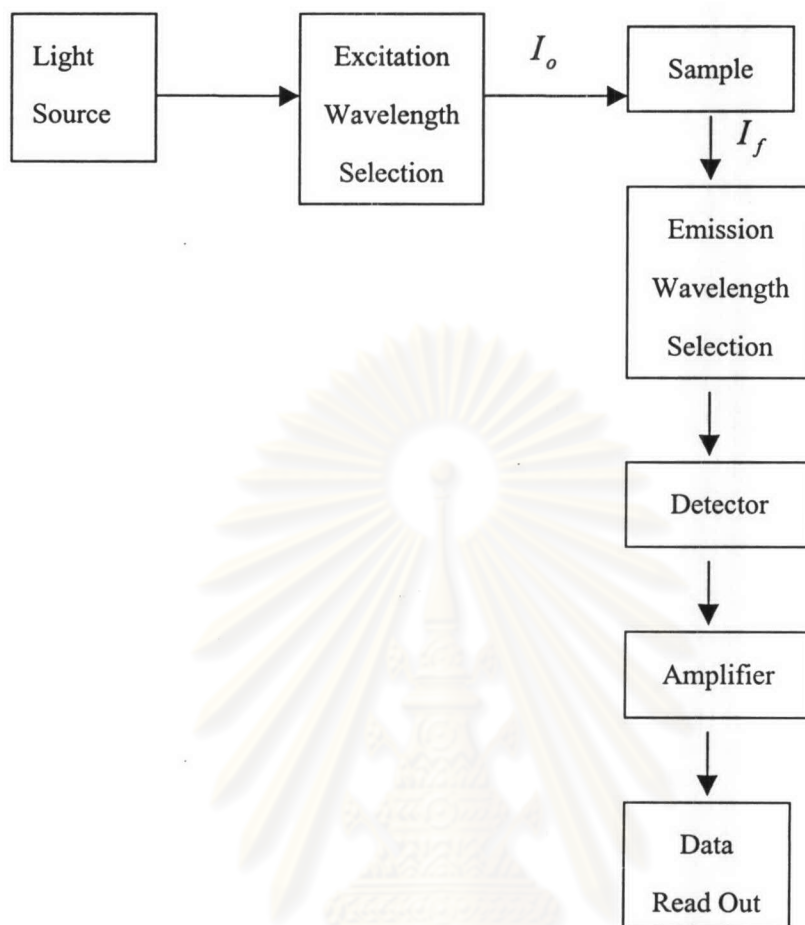 Light
Source
Excitation
Wavelength
Selection
I_o
Sample
I_f
Emission
Wavelength
Selection
Detector
Amplifier
Data
Read Out